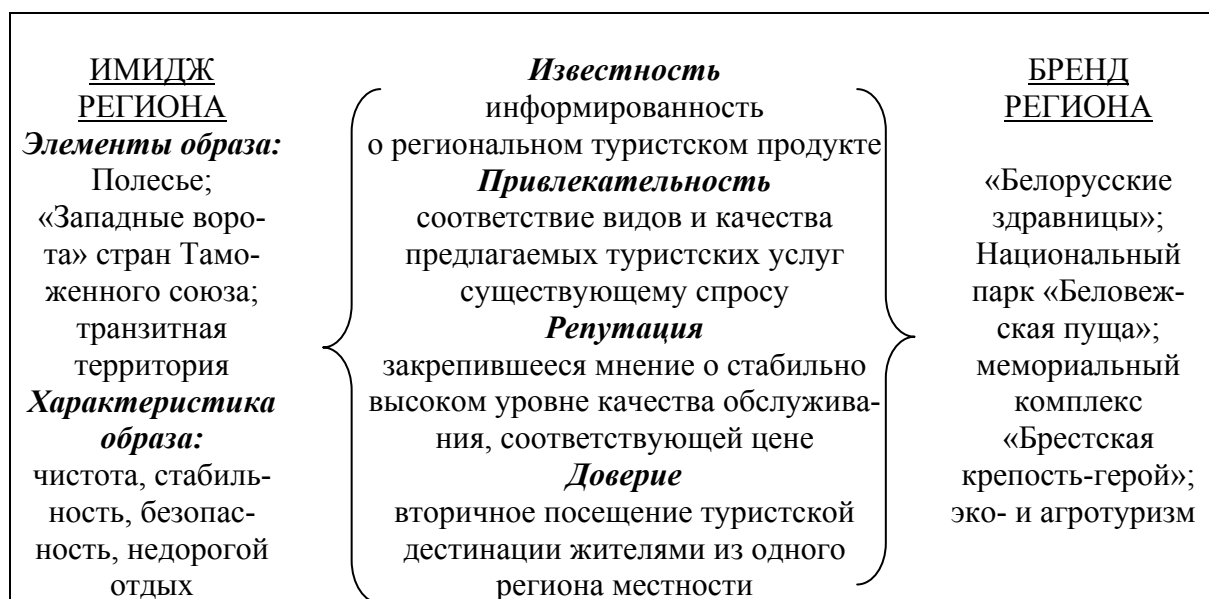 ИМИДЖ
РЕГИОНА
Элементы образа:
Полесье;
«Западные воро-
та» стран Тамо-
женного союза;
транзитная
территория
Характеристика
образа:
чистота, стабиль-
ность, безопас-
ность, недорогой
отдых
Известность
информированность
о региональном туристском продукте
Привлекательность
соответствие видов и качества
предлагаемых туристских услуг
существующему спросу
Репутация
закрепившееся мнение о стабильно
высоком уровне качества обслужива-
ния, соответствующей цене
Доверие
вторичное посещение туристской
дестинации жителями из одного
региона местности
БРЕНД
РЕГИОНА
«Белорусские
здравницы»;
Национальный
парк «Беловеж-
ская пуща»;
мемориальный
комплекс
«Брестская
крепость-герой»;
эко- и агротуризм